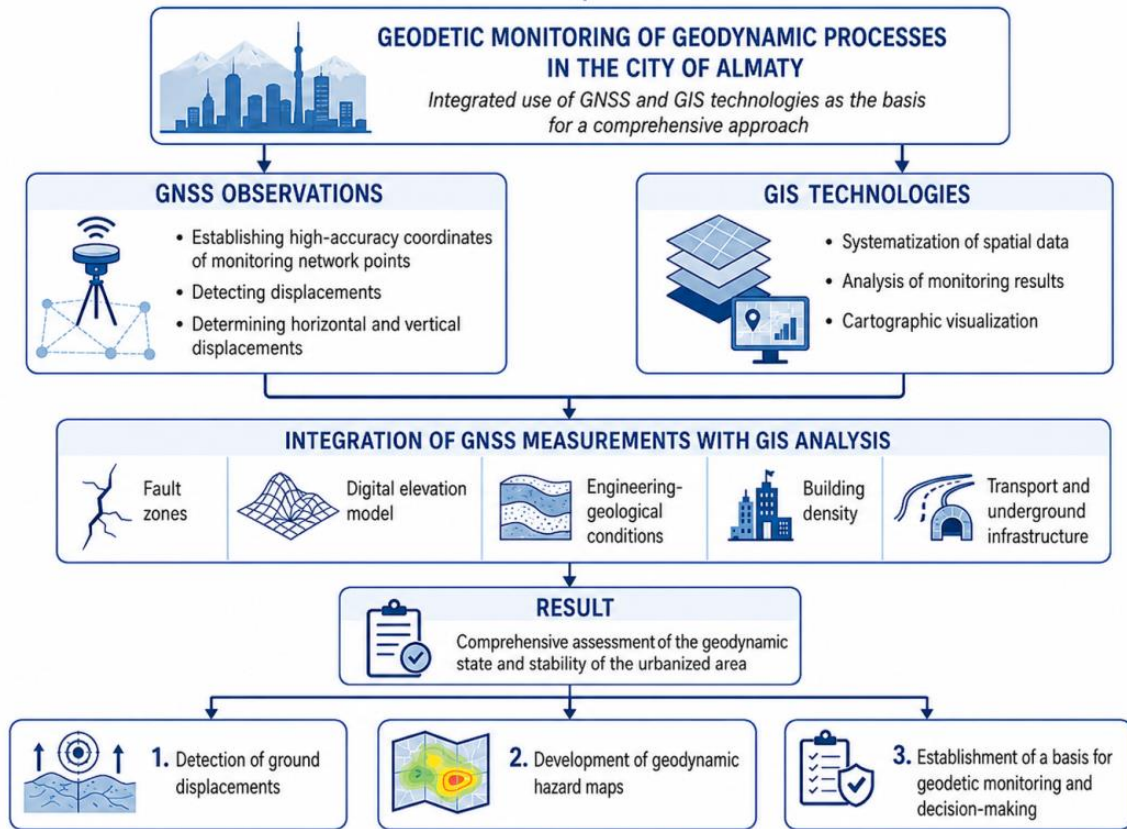 GEODETIC MONITORING OF GEODYNAMIC PROCESSES
IN THE CITY OF ALMATY
Integrated use of GNSS and GIS technologies as the basis
for a comprehensive approach
GNSS OBSERVATIONS
• Establishing high-accuracy coordinates
of monitoring network points
• Detecting displacements
• Determining horizontal and vertical
displacements
GIS TECHNOLOGIES
• Systematization of spatial data
• Analysis of monitoring results
• Cartographic visualization
INTEGRATION OF GNSS MEASUREMENTS WITH GIS ANALYSIS
Fault
zones
Digital elevation
model
Engineering-
geological
conditions
Building
density
Transport and
underground
infrastructure
RESULT
Comprehensive assessment of the geodynamic
state and stability of the urbanized area
1. Detection of ground
displacements
2. Development of geodynamic
hazard maps
3. Establishment of a basis for
geodetic monitoring and
decision-making